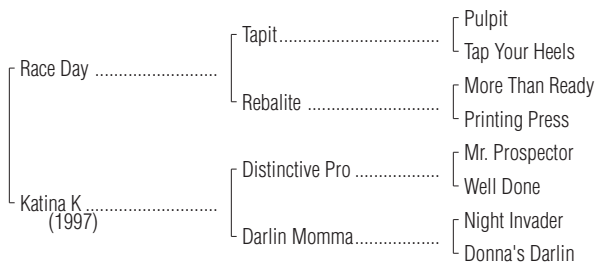 Pulpit
Tapit..................................
Tap Your Heels
Race Day ..........................
More Than Ready
Rebalite ............................
Printing Press
Mr. Prospector
Distinctive Pro ..................
Well Done
Katina K............................
(1997)
Night Invader
Darlin Momma..................
Donna's Darlin